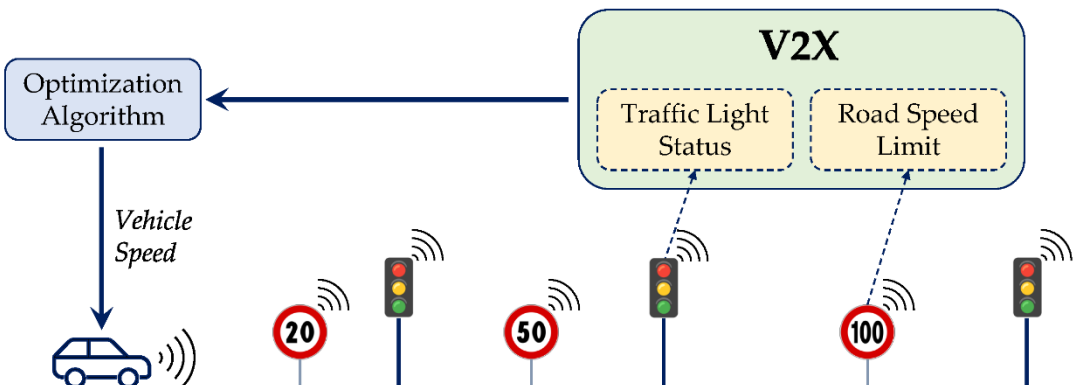 V2X
Optimization
Algorithm
Traffic Light
Status
Road Speed
Limit
Vehicle
Speed
20
50
100